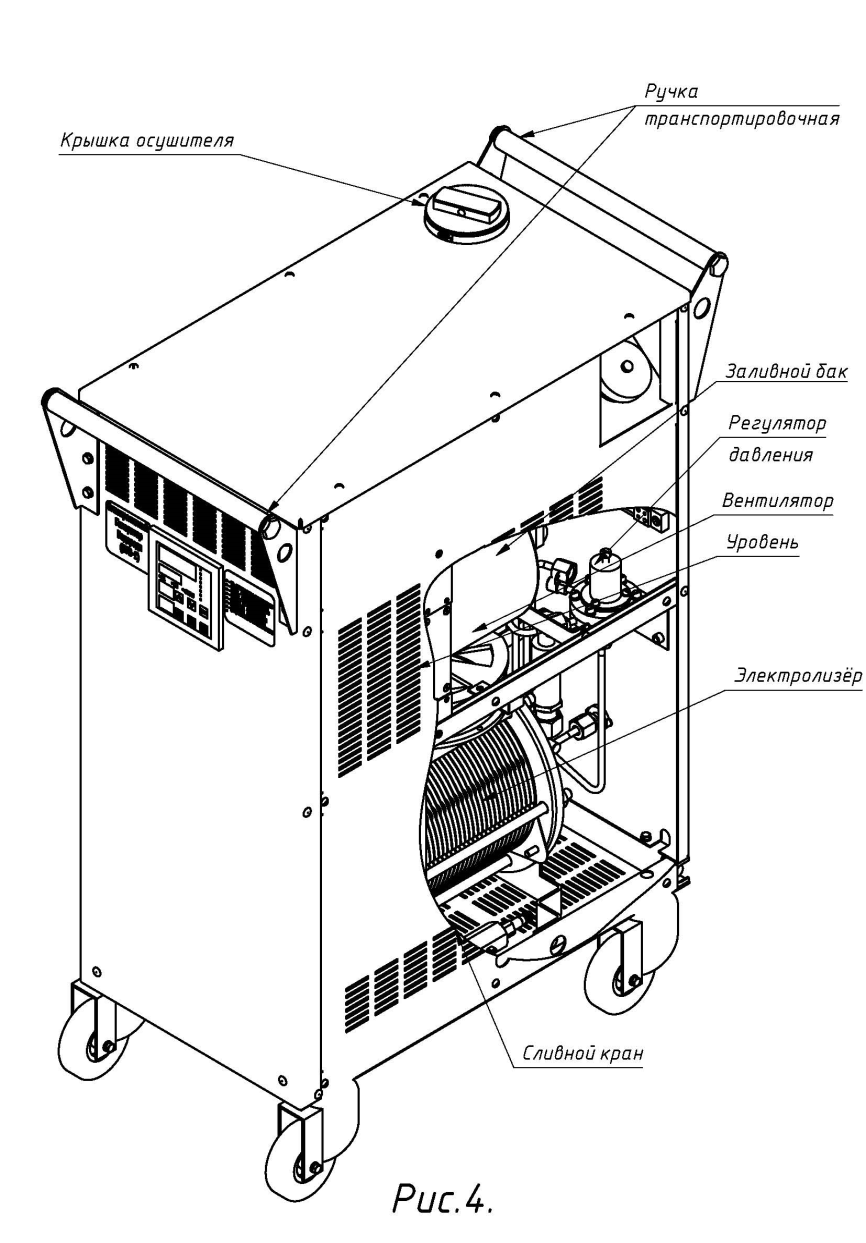 Ручка
транспортировочная
Крышка осушителя
Заливной бак
Регулятор
давления
Вентилятор
Уровень
Электролизёр
Сливной кран
Рис.4.